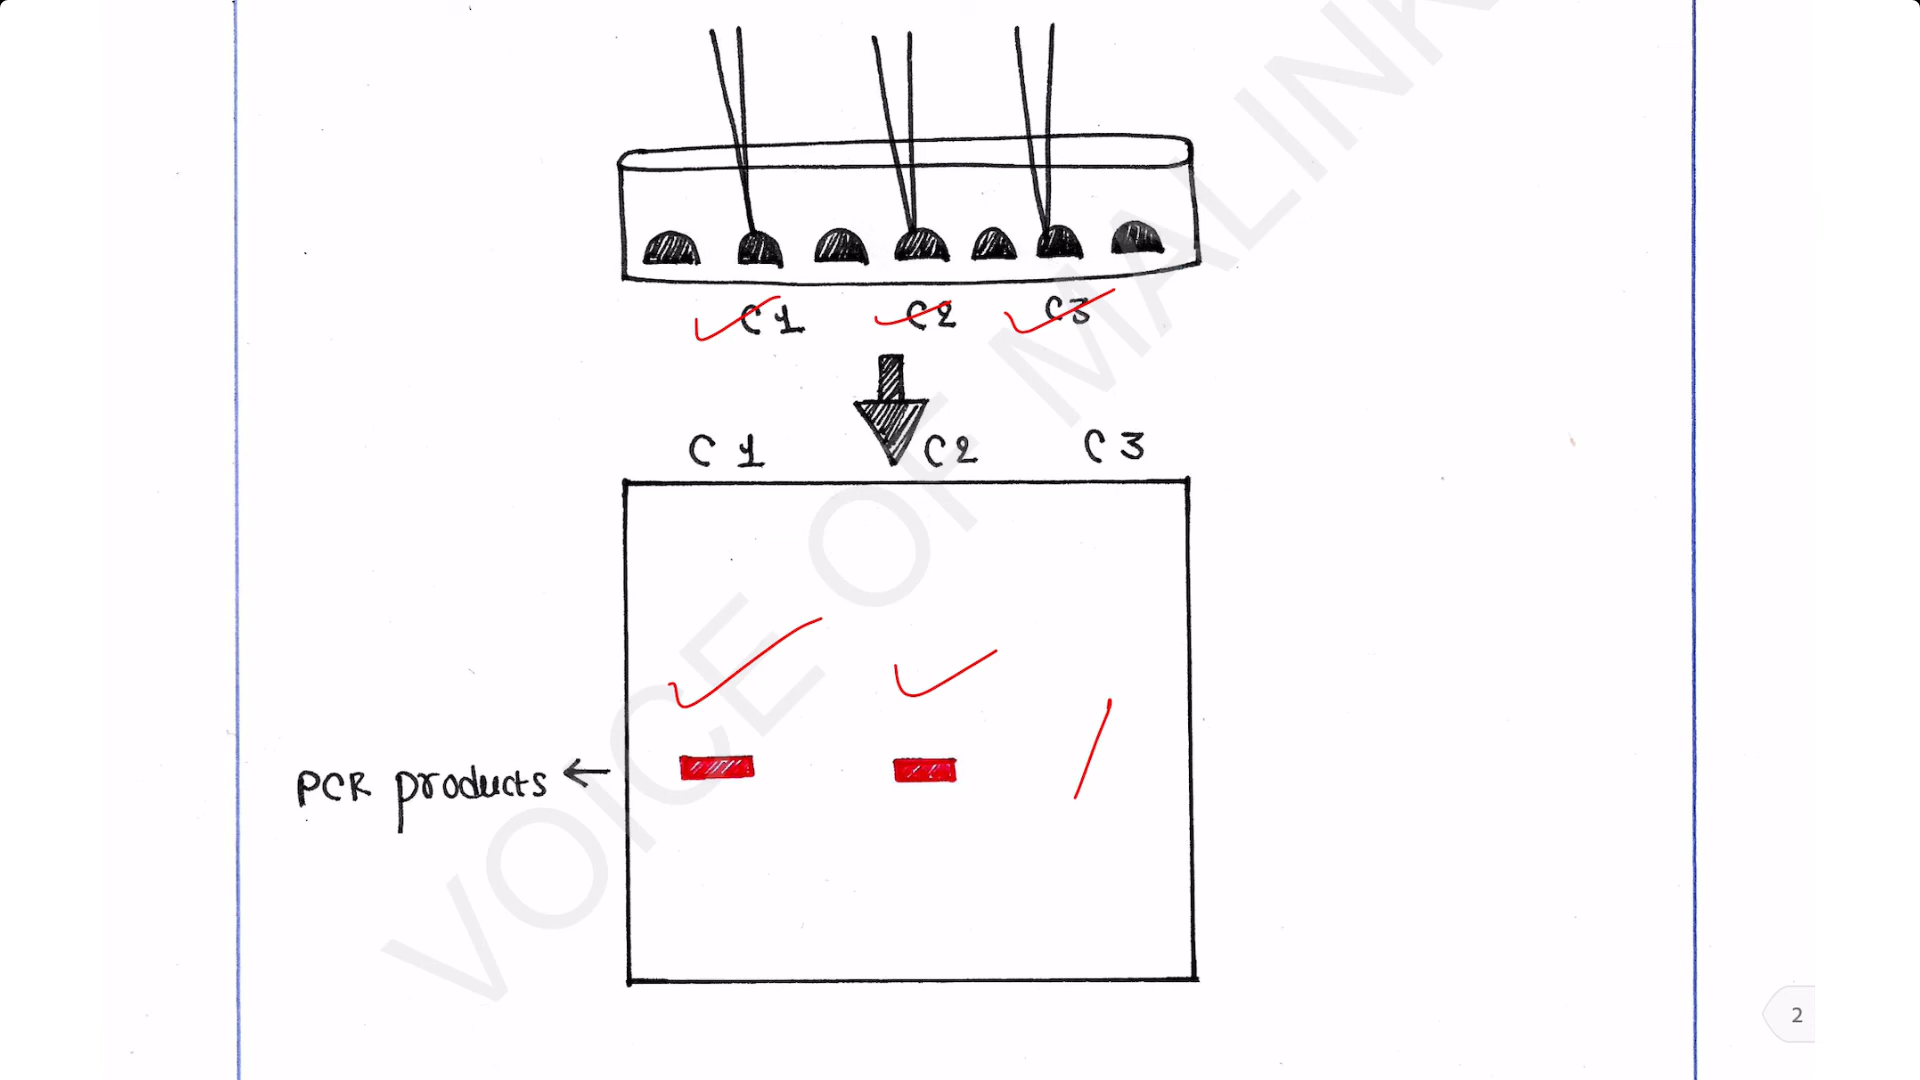 C1 C2 C3
C1 C2 C3
PCR products
VOICE OF MALINK
2